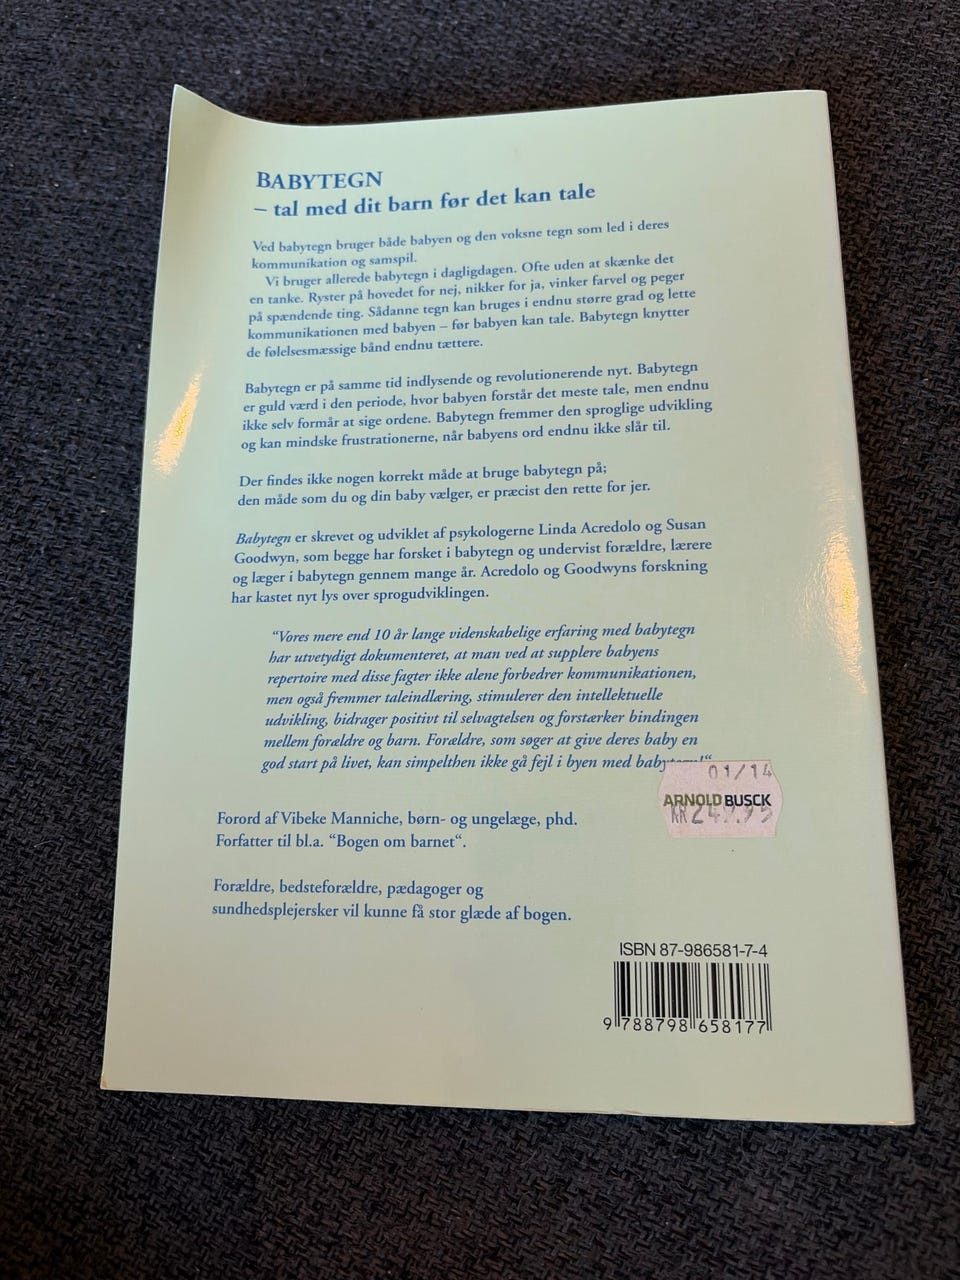 BABYTEGN
– tal med dit barn før det kan tale
Ved babytegn bruger både babyen og den voksne tegn som led i deres
kommunikation og samspil.
Vi bruger allerede babytegn i dagligdagen. Ofte uden at skænke det
en tanke. Ryster på hovedet for nej, nikker for ja, vinker farvel og peger
på spændende ting. Sådanne tegn kan bruges i endnu større grad og lette
kommunikationen med babyen – før babyen kan tale. Babytegn knytter
de følelsesmæssige bånd endnu tættere.
Babytegn er på samme tid indlysende og revolutionerende nyt. Babytegn
er guld værd i den periode, hvor babyen forstår det meste tale, men endnu
ikke selv formår at sige ordene. Babytegn fremmer den sproglige udvikling
og kan mindske frustrationerne, når babyens ord endnu ikke slår til.
Der findes ikke nogen korrekt måde at bruge babytegn på;
den måde som du og din baby vælger, er præcist den rette for jer.
Babytegn er skrevet og udviklet af psykologerne Linda Acredolo og Susan
Goodwyn, som begge har forsket i babytegn og undervist forældre, lærere
og læger i babytegn gennem mange år. Acredolo og Goodwyns forskning
har kastet nyt lys over sprogudviklingen.
“Vores mere end 10 år lange videnskabelige erfaring med babytegn
har utvetydigt dokumenteret, at man ved at supplere babyens
repertoire med disse fagter ikke alene forbedrer kommunikationen,
men også fremmer taleindlæring, stimulerer den intellektuelle
udvikling, bidrager positivt til selvagtelsen og forstærker bindingen
mellem forældre og barn. Forældre, som søger at give deres baby en
god start på livet, kan simpelthen ikke gå fejl i byen med babytegn!“
01/14
ARNOLD BUSCK
KR
Forord af Vibeke Manniche, børn- og ungelæge, phd.
Forfatter til bl.a. “Bogen om barnet“.
Forældre, bedsteforældre, pædagoger og
sundhedsplejersker vil kunne få stor glæde af bogen.
ISBN 87-986581-7-4
9 788798 658177